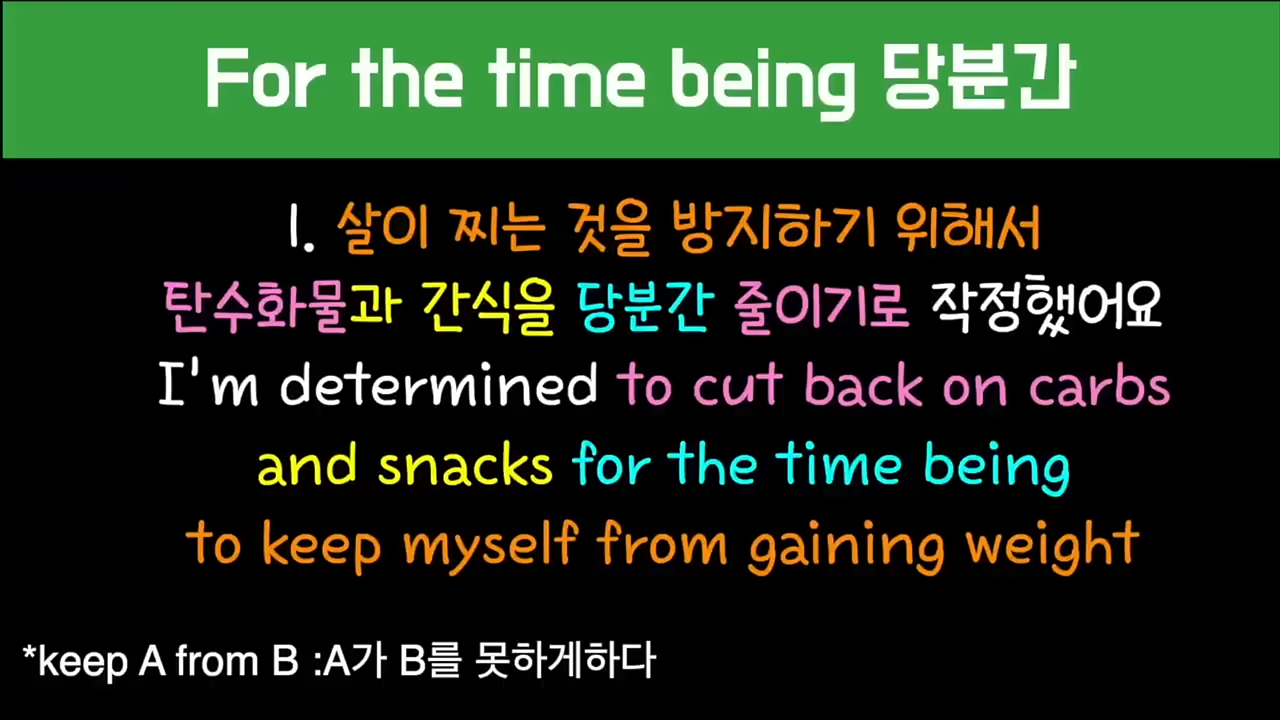 For the time being 당분간
1. 살이 찌는 것을 방지하기 위해서
탄수화물과 간식을 당분간 줄이기로 작정했어요
I'm determined to cut back on carbs
and snacks for the time being
to keep myself from gaining weight
*keep A from B :A가 B를 못하게하다